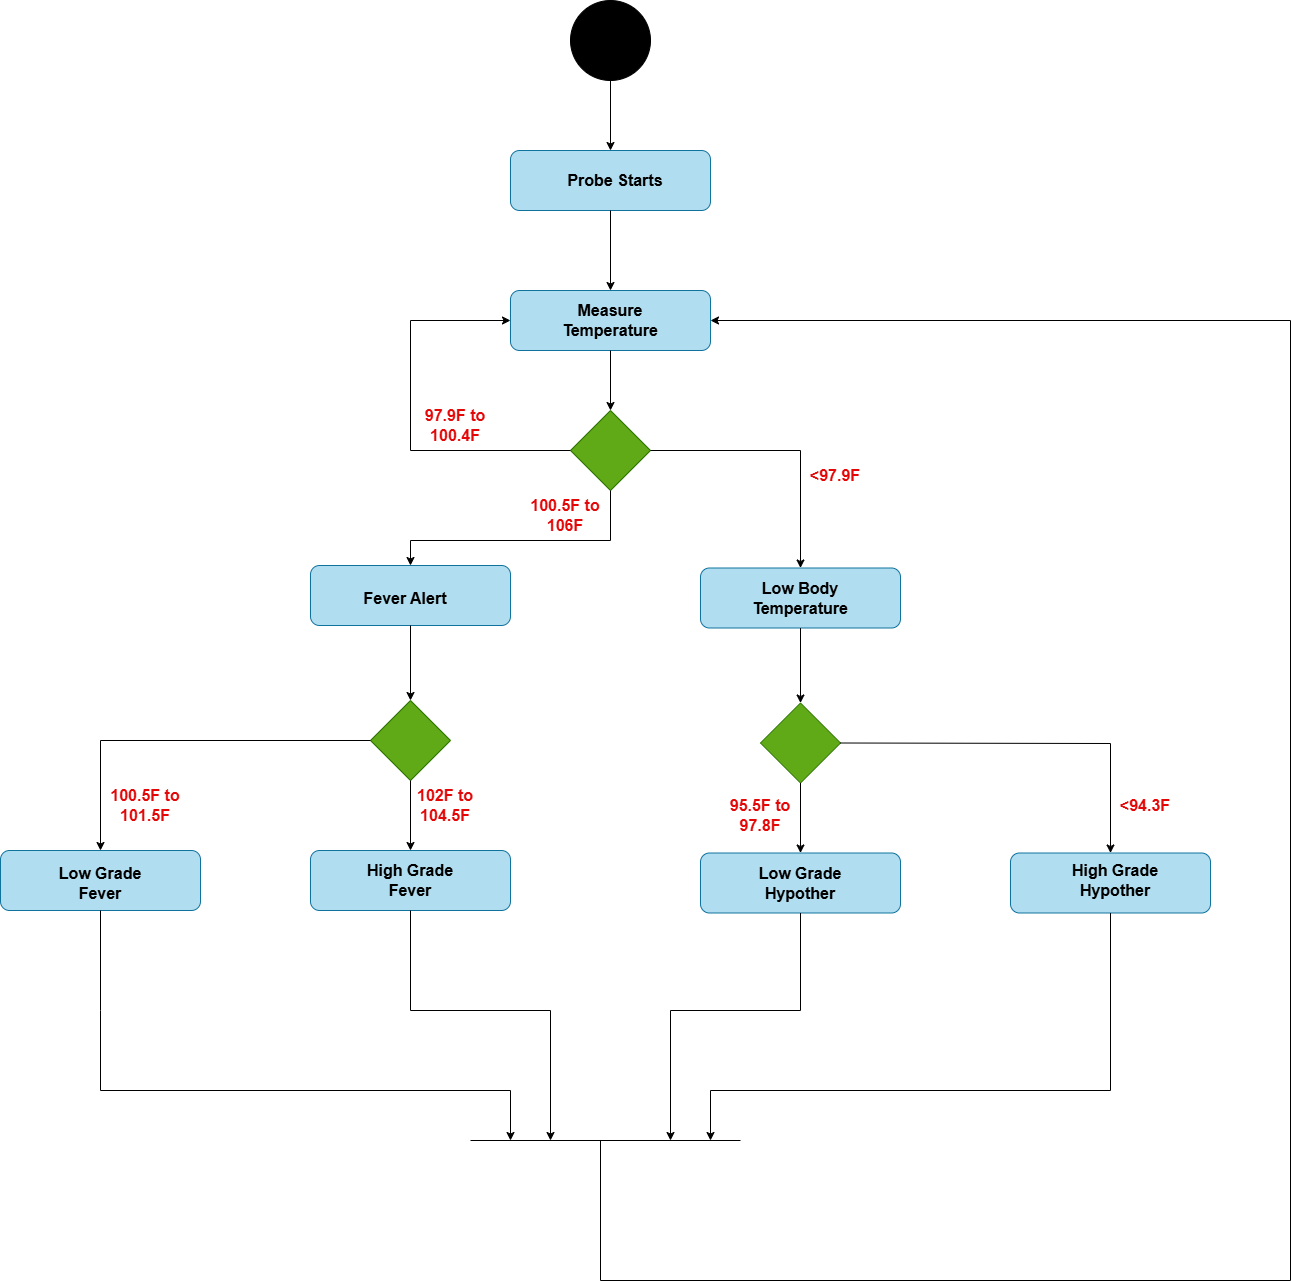 Probe Starts
Measure
Temperature
97.9F to
100.4F
<97.9F
100.5F to
106F
Fever Alert
Low Body
Temperature
100.5F to
101.5F
102F to
104.5F
95.5F to
97.8F
<94.3F
Low Grade
Fever
High Grade
Fever
Low Grade
Hypother
High Grade
Hypother